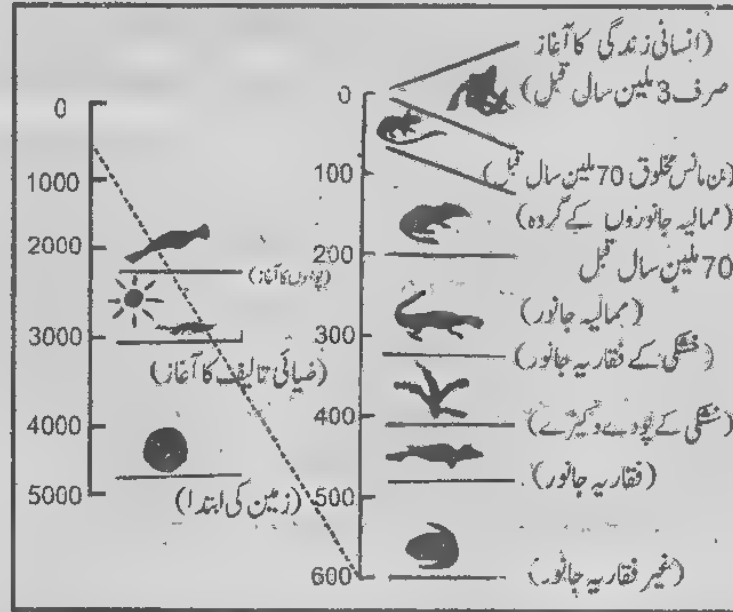 (انسانی زندگی کا آغاز
صرف 3 ملین سال قبل)
0
100
(بن مانس مخلوق 70 ملین سال قبل)
(ممالیہ جانوروں کے گروہ)
200
70 ملین سال قبل
(ممالیہ جانور)
300
(خشکی کے فقاریہ جانور)
400
(خشکی کے پودے و کیڑے)
(فقاریہ جانور)
500
(غیر فقاریہ جانور)
600
0
1000
2000
(پودوں کا آغاز)
3000
(ضیائی تالیف کا آغاز)
4000
(زمین کی ابتدا)
5000